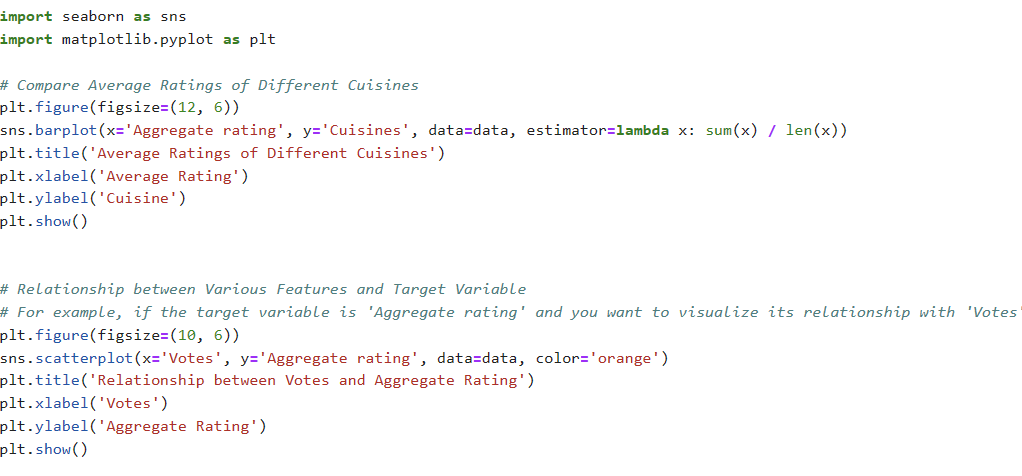 import seaborn as sns
import matplotlib.pyplot as plt
# Compare Average Ratings of Different Cuisines
plt.figure(figsize=(12, 6))
sns.barplot(x='Aggregate rating', y='Cuisines', data=data, estimator=lambda x: sum(x) / len(x))
plt.title('Average Ratings of Different Cuisines')
plt.xlabel('Average Rating')
plt.ylabel('Cuisine')
plt.show()
# Relationship between Various Features and Target Variable
# For example, if the target variable is 'Aggregate rating' and you want to visualize its relationship with 'Votes'
plt.figure(figsize=(10, 6))
sns.scatterplot(x='Votes', y='Aggregate rating', data=data, color='orange')
plt.title('Relationship between Votes and Aggregate Rating')
plt.xlabel('Votes')
plt.ylabel('Aggregate Rating')
plt.show()